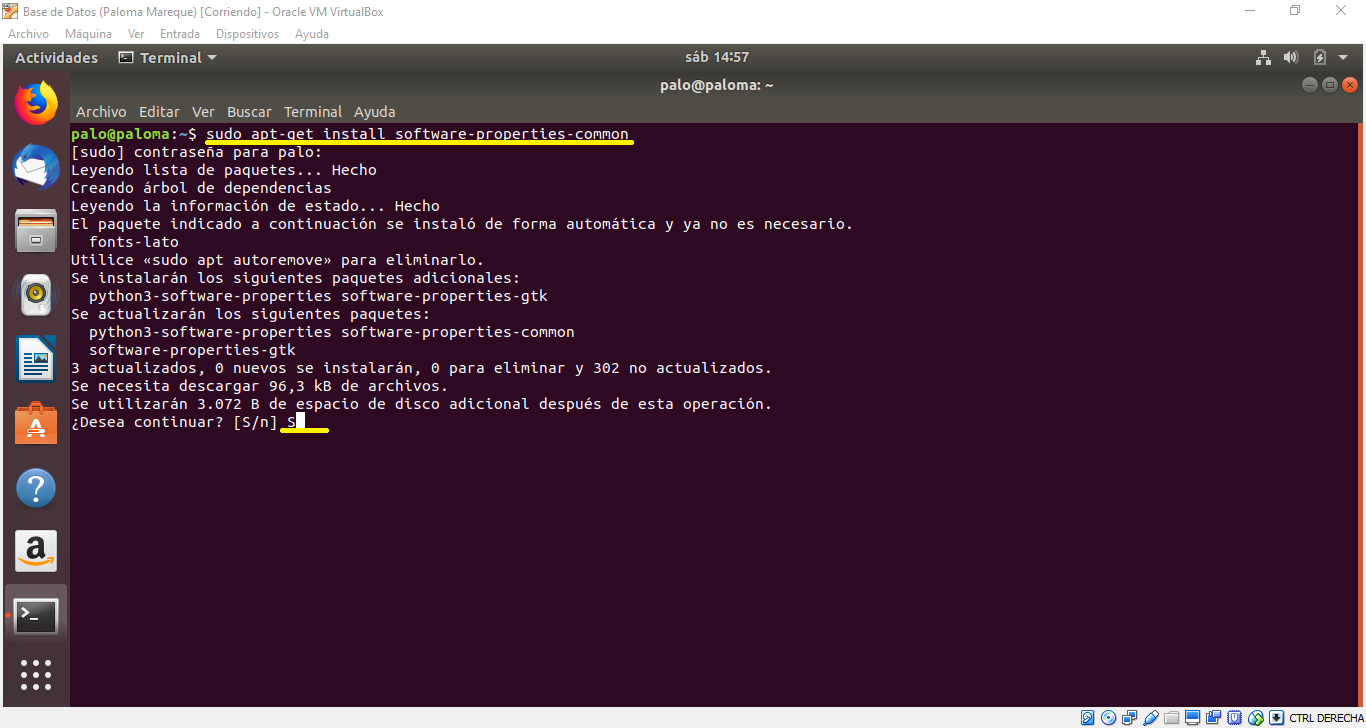 Base de Datos (Paloma Mareque) [Corriendo] - Oracle VM VirtualBox
Archivo Máquina Ver Entrada Dispositivos Ayuda
Actividades Terminal sáb 14:57
palo@paloma: ~
Archivo Editar Ver Buscar Terminal Ayuda
palo@paloma:~$ sudo apt-get install software-properties-common
[sudo] contraseña para palo:
Leyendo lista de paquetes... Hecho
Creando árbol de dependencias
Leyendo la información de estado... Hecho
El paquete indicado a continuación se instaló de forma automática y ya no es necesario.
fonts-lato
Utilice «sudo apt autoremove» para eliminarlo.
Se instalarán los siguientes paquetes adicionales:
python3-software-properties software-properties-gtk
Se actualizarán los siguientes paquetes:
python3-software-properties software-properties-common
software-properties-gtk
3 actualizados, 0 nuevos se instalarán, 0 para eliminar y 302 no actualizados.
Se necesita descargar 96,3 kB de archivos.
Se utilizarán 3.072 B de espacio de disco adicional después de esta operación.
¿Desea continuar? [S/n] S
CTRL DERECHA